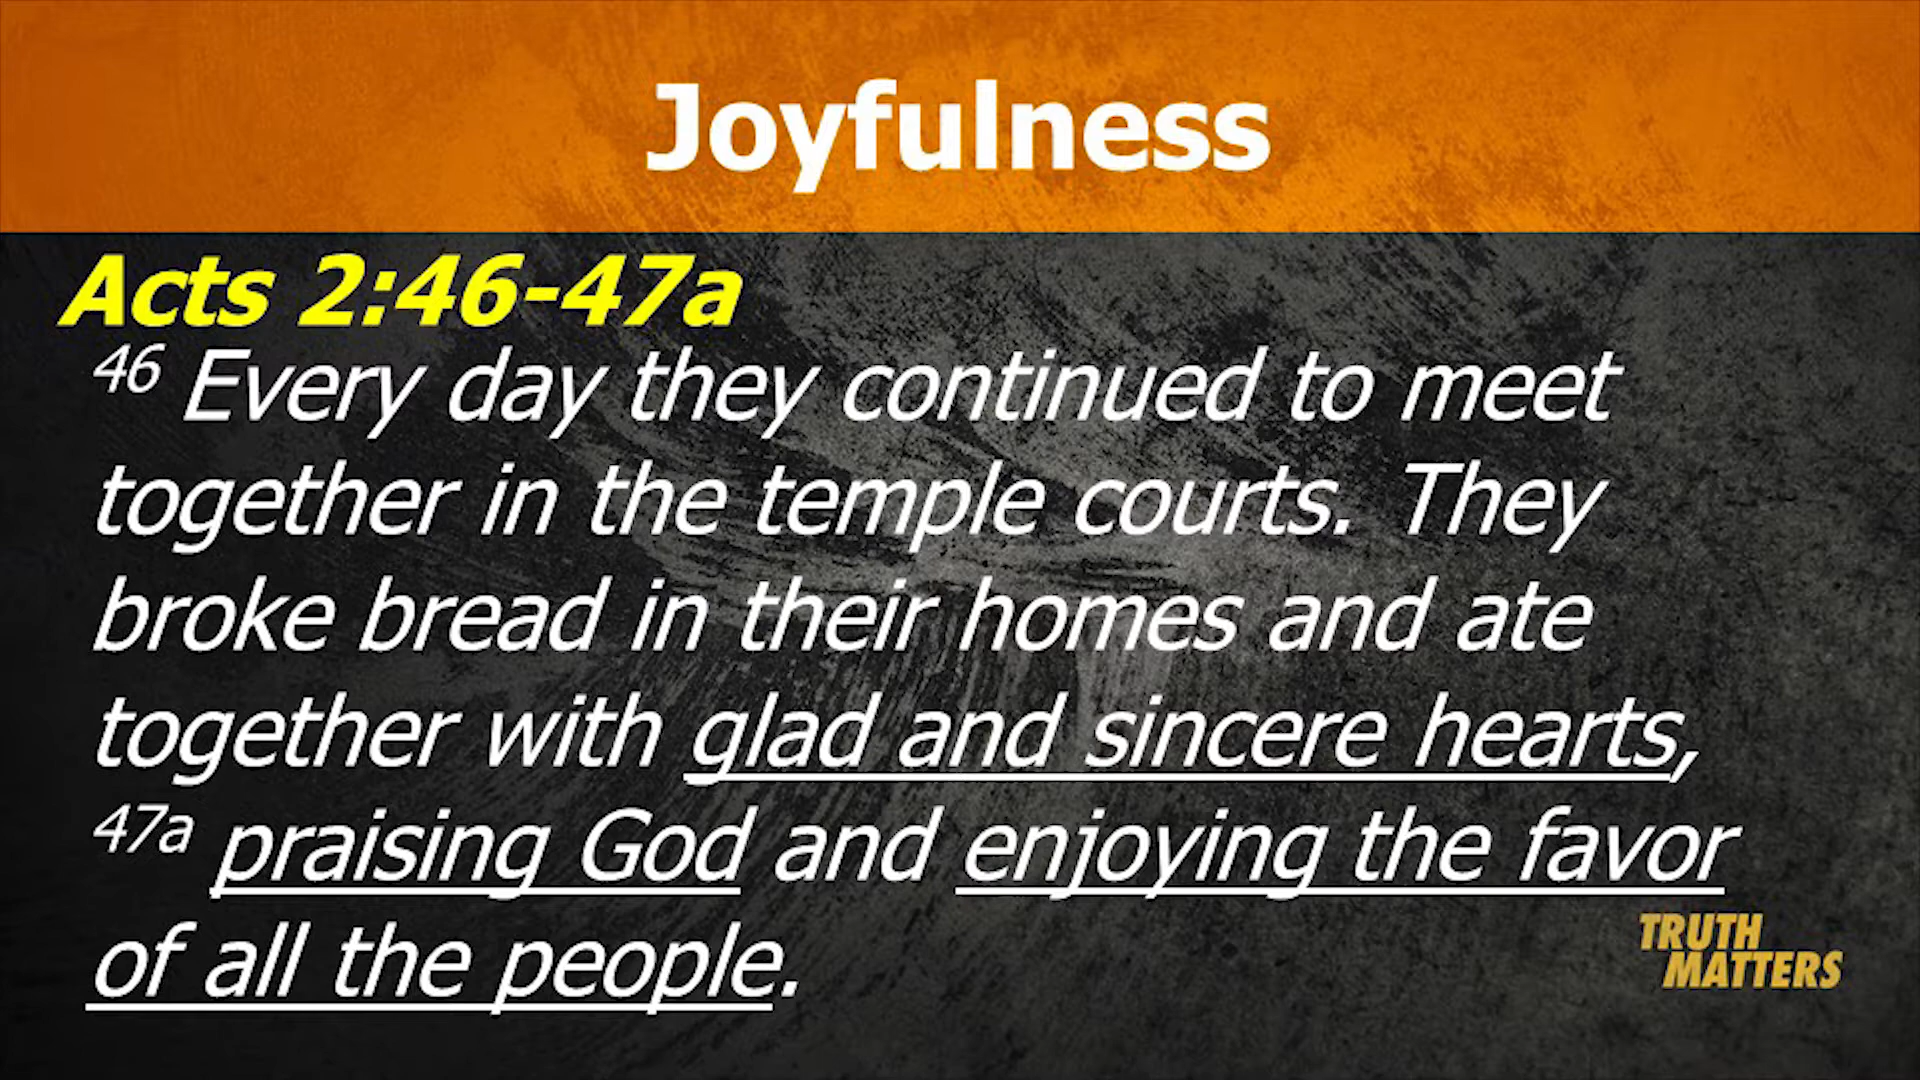 Joyfulness
Acts 2:46-47a
46 Every day they continued to meet
together in the temple courts. They
broke bread in their homes and ate
together with glad and sincere hearts,
47a praising God and enjoying the favor
of all the people.
TRUTH
MATTERS